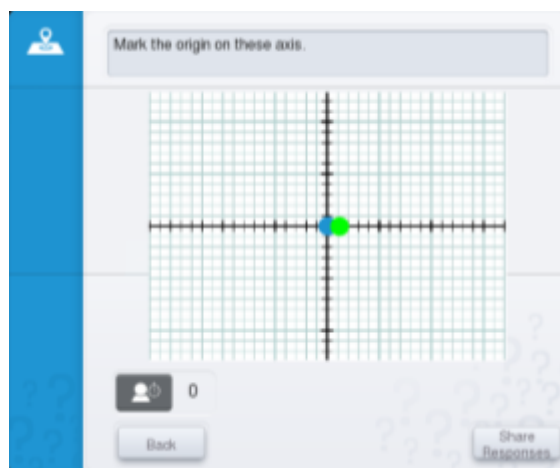 Mark the origin on these axis.
0
Back
Share
Responses